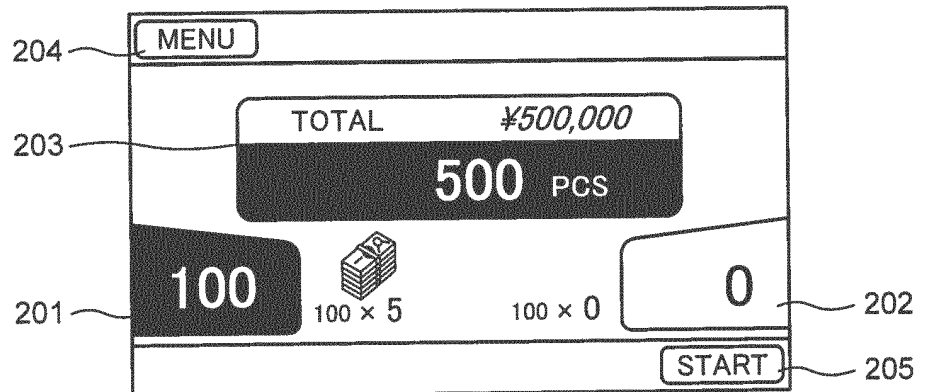 204 MENU
TOTAL ¥500,000
203
500 PCS
100 0
100 × 5 100 × 0
201 202
START 205